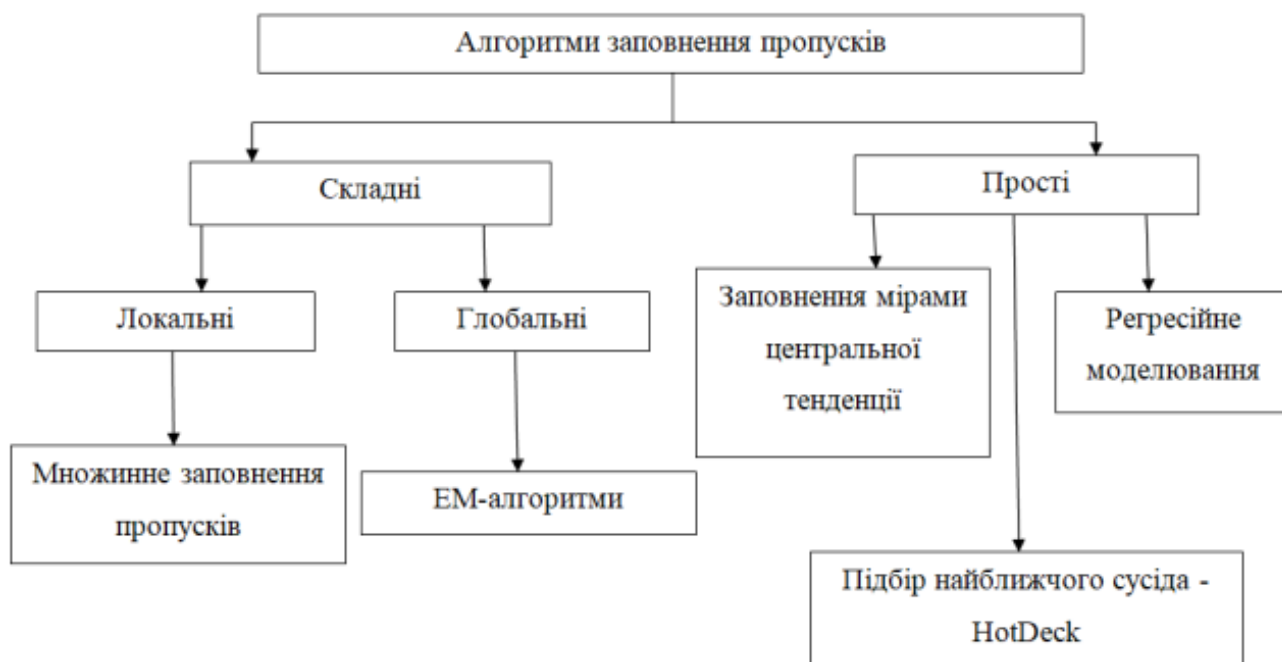 Алгоритми заповнення пропусків
Складні
Прості
Локальні
Глобальні
Заповнення мірами
центральної
тенденції
Регресійне
моделювання
Множинне заповнення
пропусків
ЕМ-алгоритми
Підбір найближчого сусіда -
HotDeck